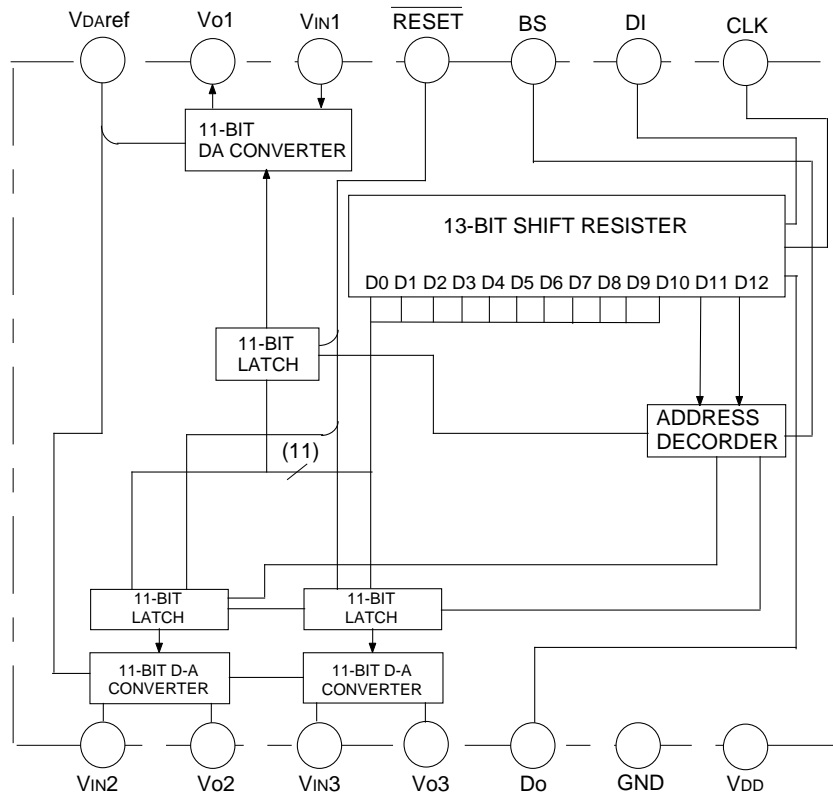 VDAref Vo1 VIN1 RESET BS DI CLK
11-BIT
DA CONVERTER
13-BIT SHIFT RESISTER
D0 D1 D2 D3 D4 D5 D6 D7 D8 D9 D10 D11 D12
11-BIT
LATCH
ADDRESS
DECORDER
(11)
11-BIT
LATCH
11-BIT
LATCH
11-BIT D-A
CONVERTER
11-BIT D-A
CONVERTER
VIN2 Vo2 VIN3 Vo3 Do GND VDD